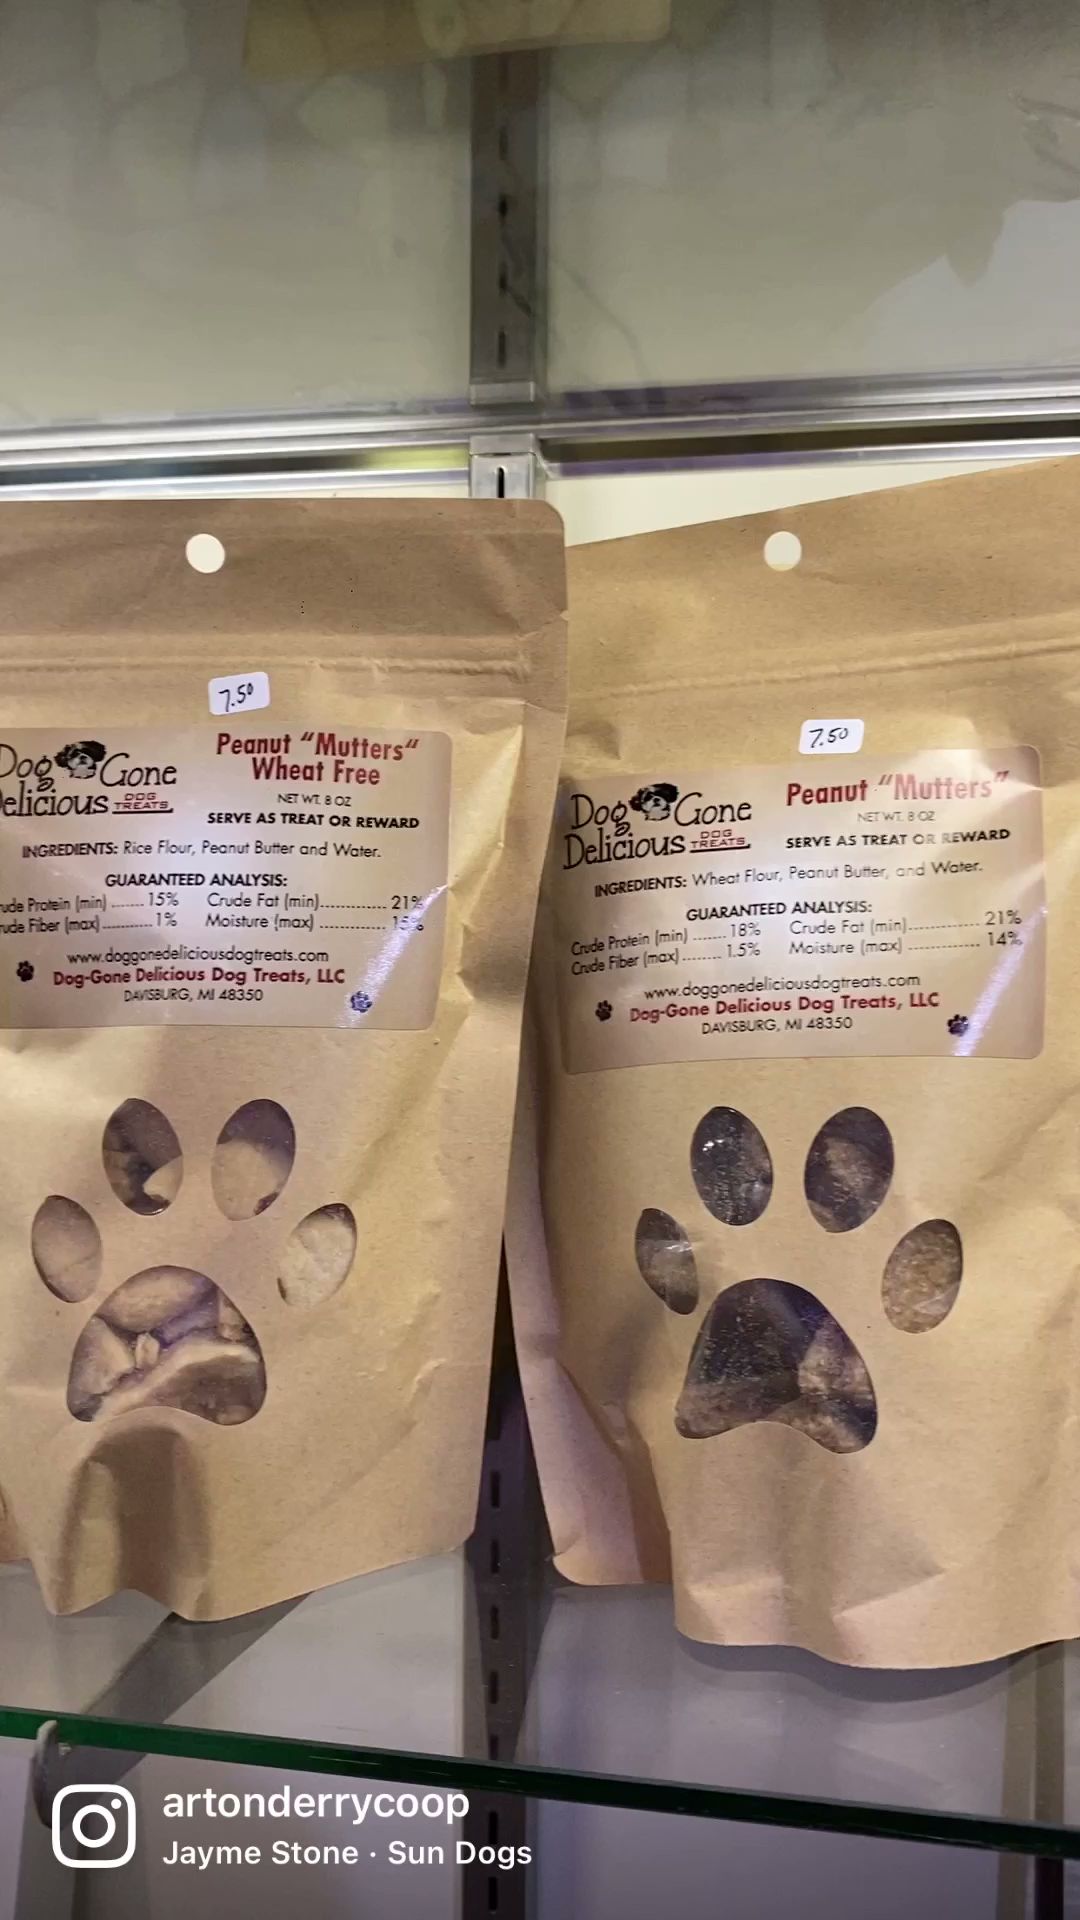 7.50
Dog Gone
Delicious DOG TREATS
Peanut "Mutters"
Wheat Free
NET WT. 8 OZ
SERVE AS TREAT OR REWARD
INGREDIENTS: Rice Flour, Peanut Butter and Water.
GUARANTEED ANALYSIS:
ude Protein (min) ....... 15% Crude Fat (min)............. 21%
ude Fiber (max)........... 1% Moisture (max) ............. 15%
www.doggonedeliciousdogtreats.com
Dog-Gone Delicious Dog Treats, LLC
DAVISBURG, MI 48350
7.50
Dog Gone
Delicious DOG TREATS
Peanut "Mutters"
NET WT. 8 OZ
SERVE AS TREAT OR REWARD
INGREDIENTS: Wheat Flour, Peanut Butter, and Water.
GUARANTEED ANALYSIS:
Crude Protein (min) ....... 18% Crude Fat (min)............. 21%
Crude Fiber (max)........ 1.5% Moisture (max) ............. 14%
www.doggonedeliciousdogtreats.com
Dog-Gone Delicious Dog Treats, LLC
DAVISBURG, MI 48350
artonderrycoop
Jayme Stone · Sun Dogs